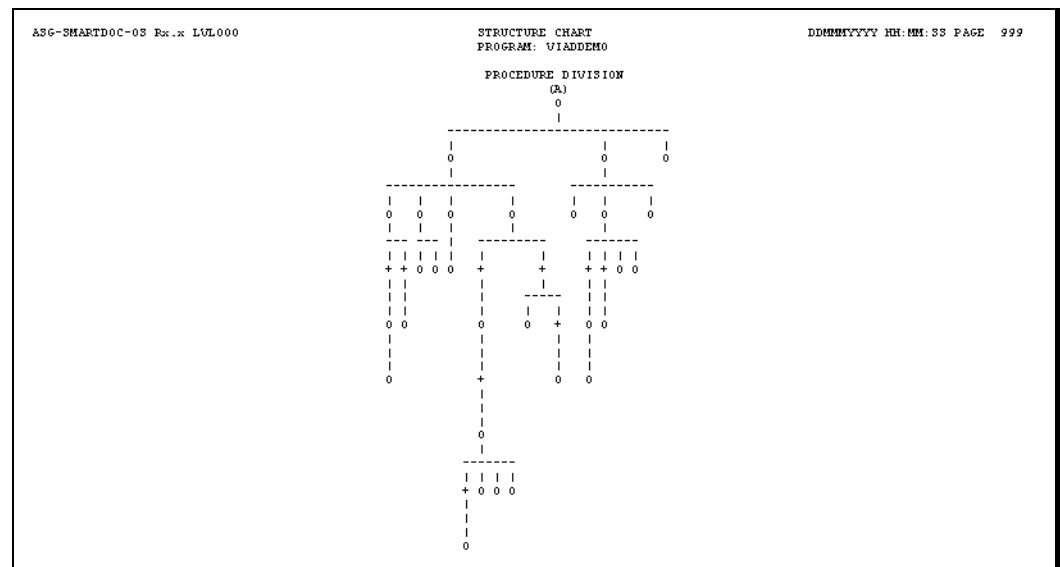 ASG-SMARTDOC-OS Rx.x LVL000 STRUCTURE CHART DDMMMYYYY HH:MM:SS PAGE 999
PROGRAM: VIADDEMO
PROCEDURE DIVISION
(A)
O
O O O
O O O O O O O
+ + O O O + + + + O O
O O O O + O O
O + O O
O
+ O O O
O